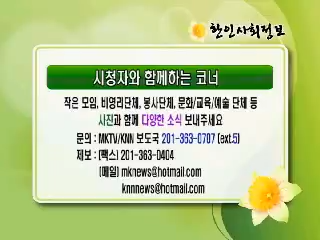 한인사회정보
시청자와 함께하는 코너
작은 모임, 비영리단체, 봉사단체, 문화/교육/예술 단체 등
사진과 함께 다양한 소식 보내주세요
문의 : MKTV/KNN 보도국 201-363-0707 (ext.5)
제보 : [팩스] 201-363-0404
[메일] mknews@hotmail.com
knnnews@hotmail.com